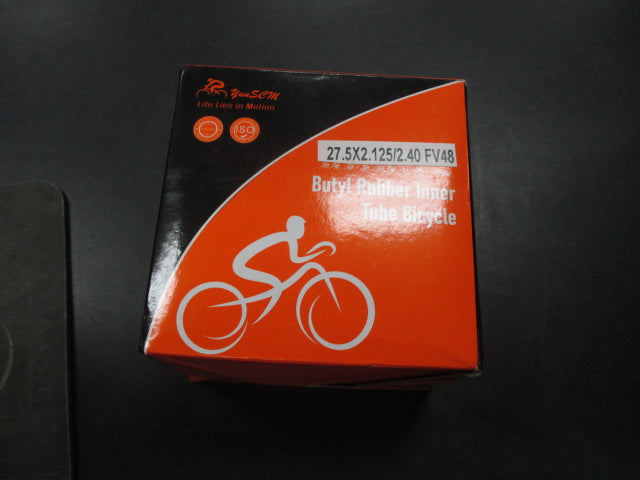 YunSCM
Life Lies in Motion
ISO
27.5X2.125/2.40 FV48
Butyl Rubber Inner
Tube Bicycle